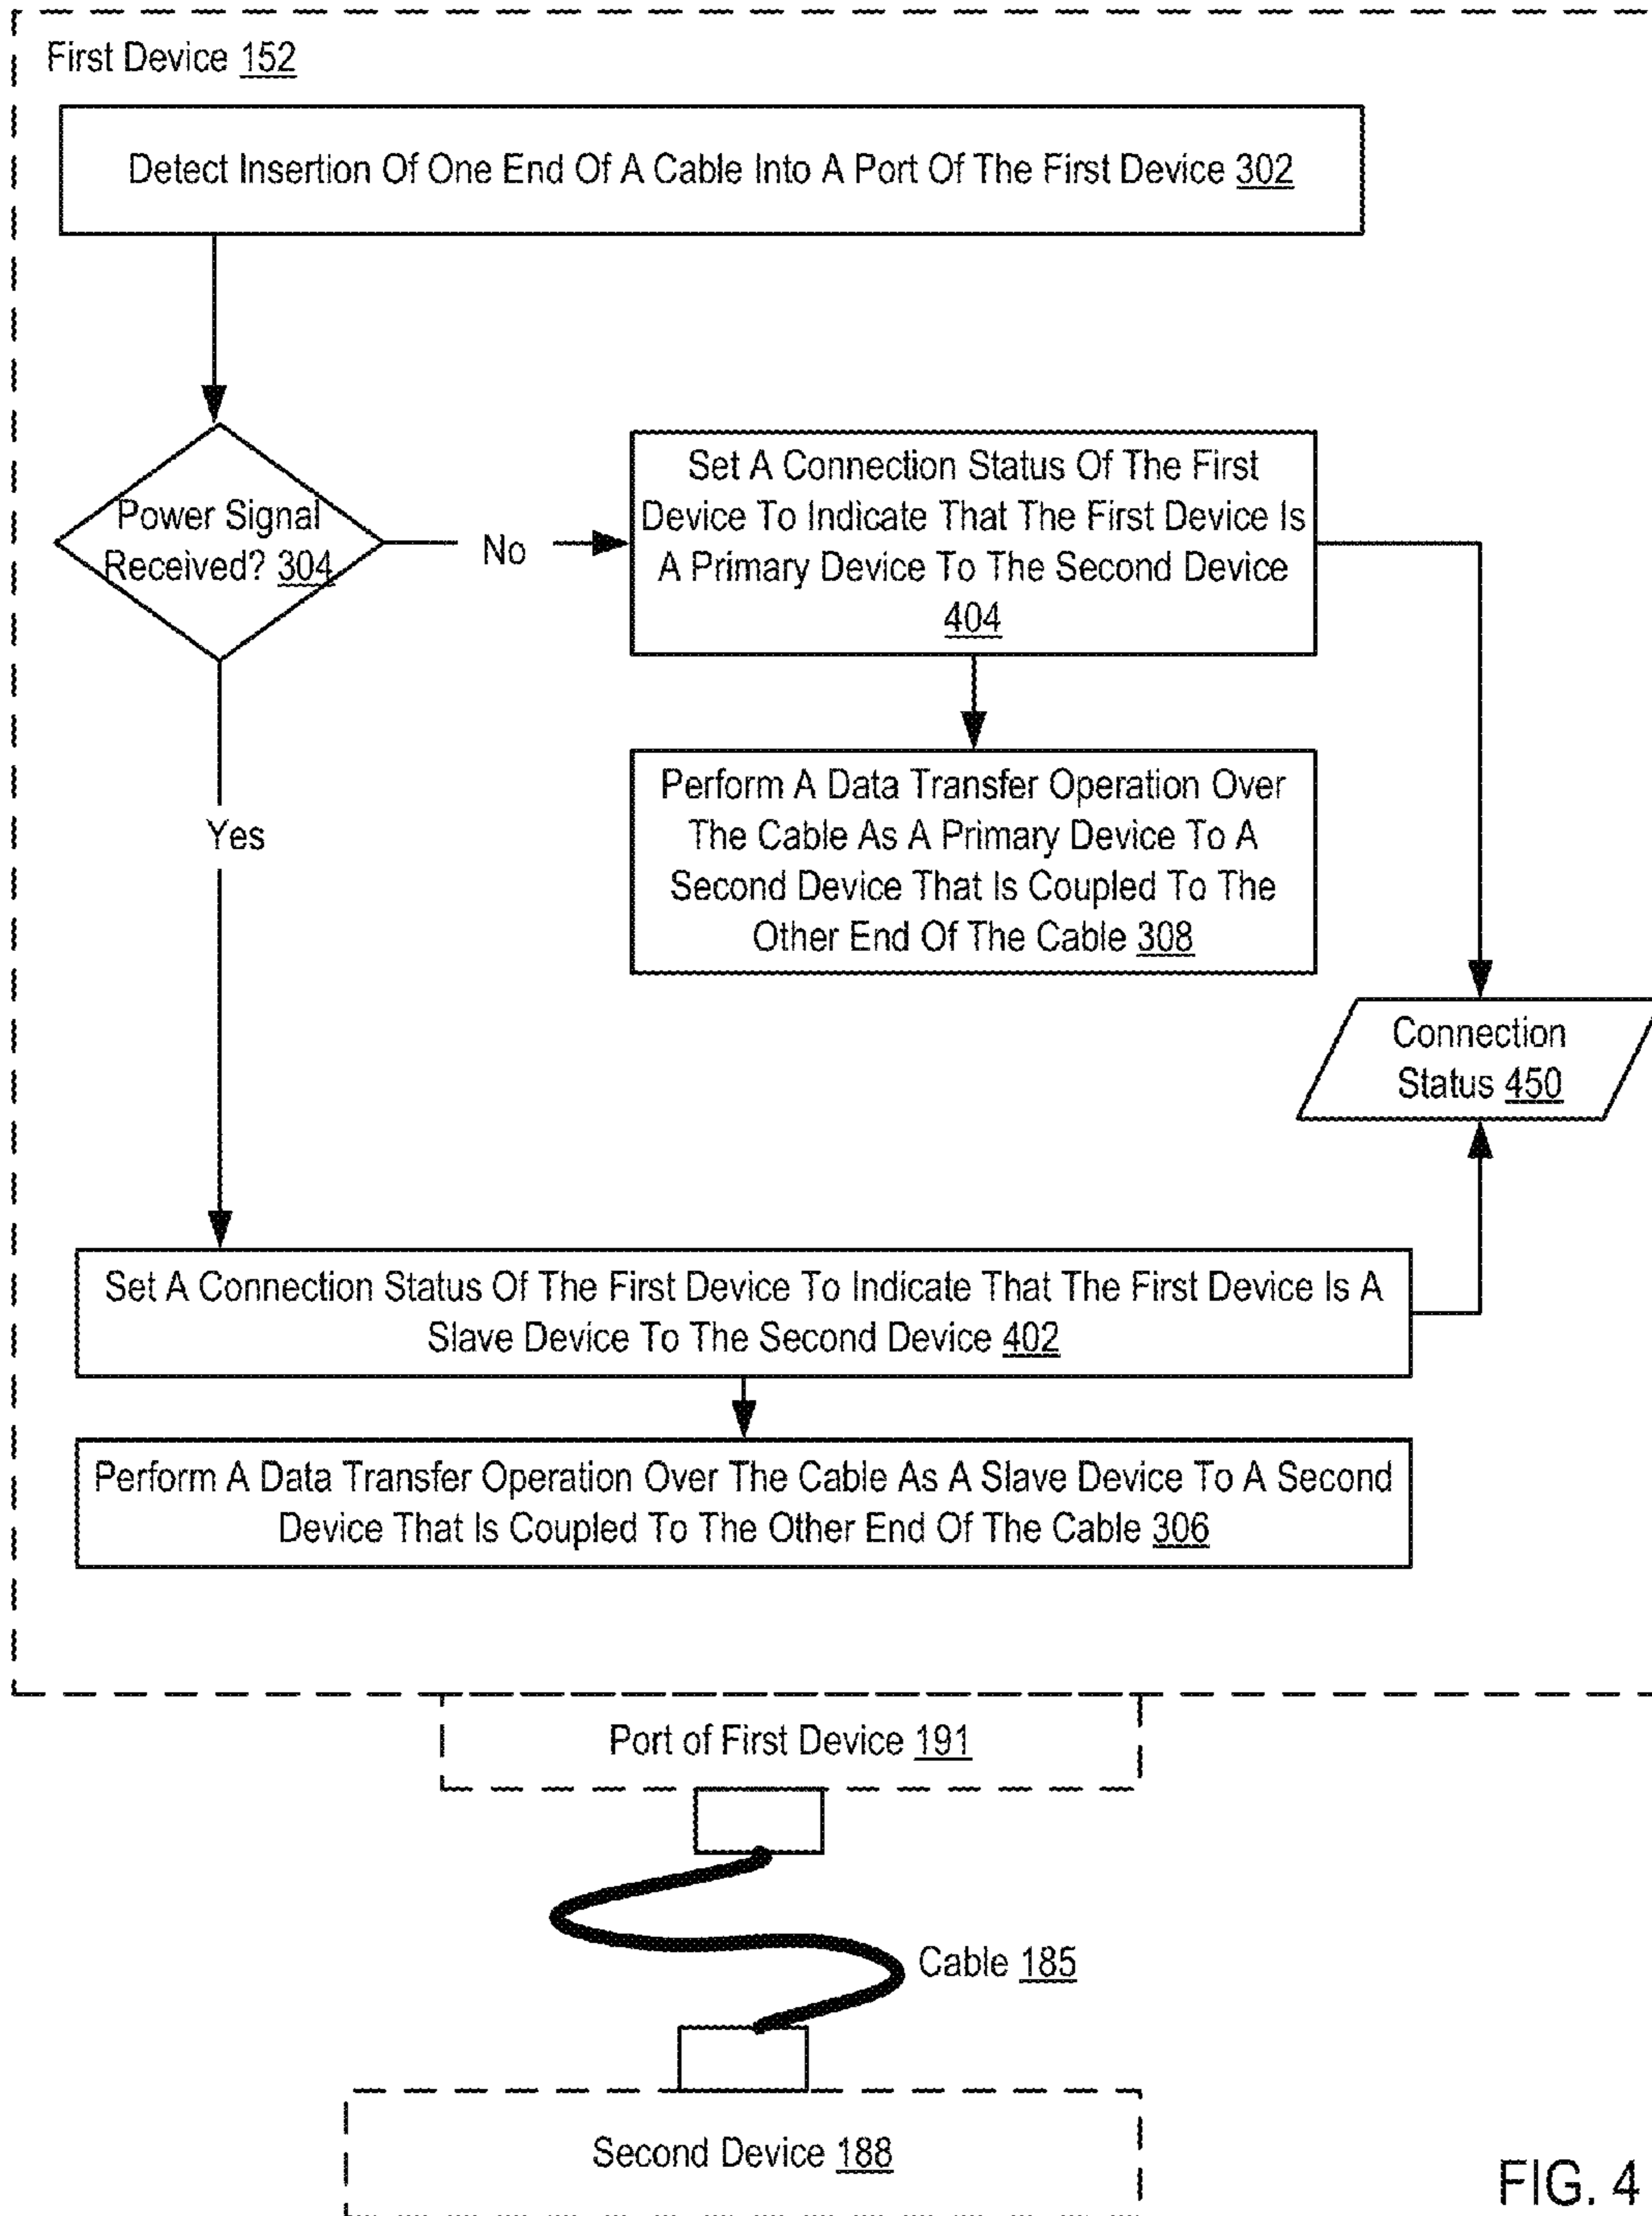 First Device 152
Detect Insertion Of One End Of A Cable Into A Port Of The First Device 302
Power Signal
Received? 304
No
Set A Connection Status Of The First
Device To Indicate That The First Device Is
A Primary Device To The Second Device
404
Perform A Data Transfer Operation Over
The Cable As A Primary Device To A
Second Device That Is Coupled To The
Other End Of The Cable 308
Yes
Connection
Status 450
Set A Connection Status Of The First Device To Indicate That The First Device Is A
Slave Device To The Second Device 402
Perform A Data Transfer Operation Over The Cable As A Slave Device To A Second
Device That Is Coupled To The Other End Of The Cable 306
Port of First Device 191
Cable 185
Second Device 188
FIG. 4